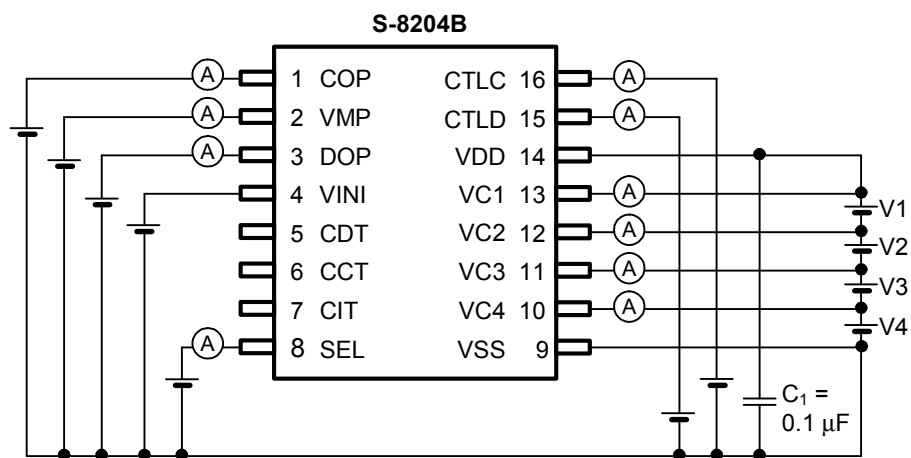 S-8204B
A 1 COP CTLC 16 A
A 2 VMP CTLD 15 A
A 3 DOP VDD 14
4 VINI VC1 13 A
V1
5 CDT VC2 12 A
V2
6 CCT VC3 11 A
V3
7 CIT VC4 10 A
V4
A 8 SEL VSS 9
C₁ =
0.1 μF